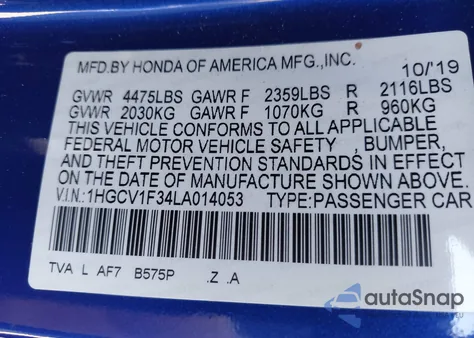 MFD.BY HONDA OF AMERICA MFG.,INC. 10/'19
GVWR 4475LBS GAWR F 2359LBS R 2116LBS
GVWR 2030KG GAWR F 1070KG R 960KG
THIS VEHICLE CONFORMS TO ALL APPLICABLE
FEDERAL MOTOR VEHICLE SAFETY , BUMPER,
AND THEFT PREVENTION STANDARDS IN EFFECT
ON THE DATE OF MANUFACTURE SHOWN ABOVE.
V.I.N.:1HGCV1F34LA014053 TYPE:PASSENGER CAR
TVA L AF7 B575P .Z .A
autoSnap